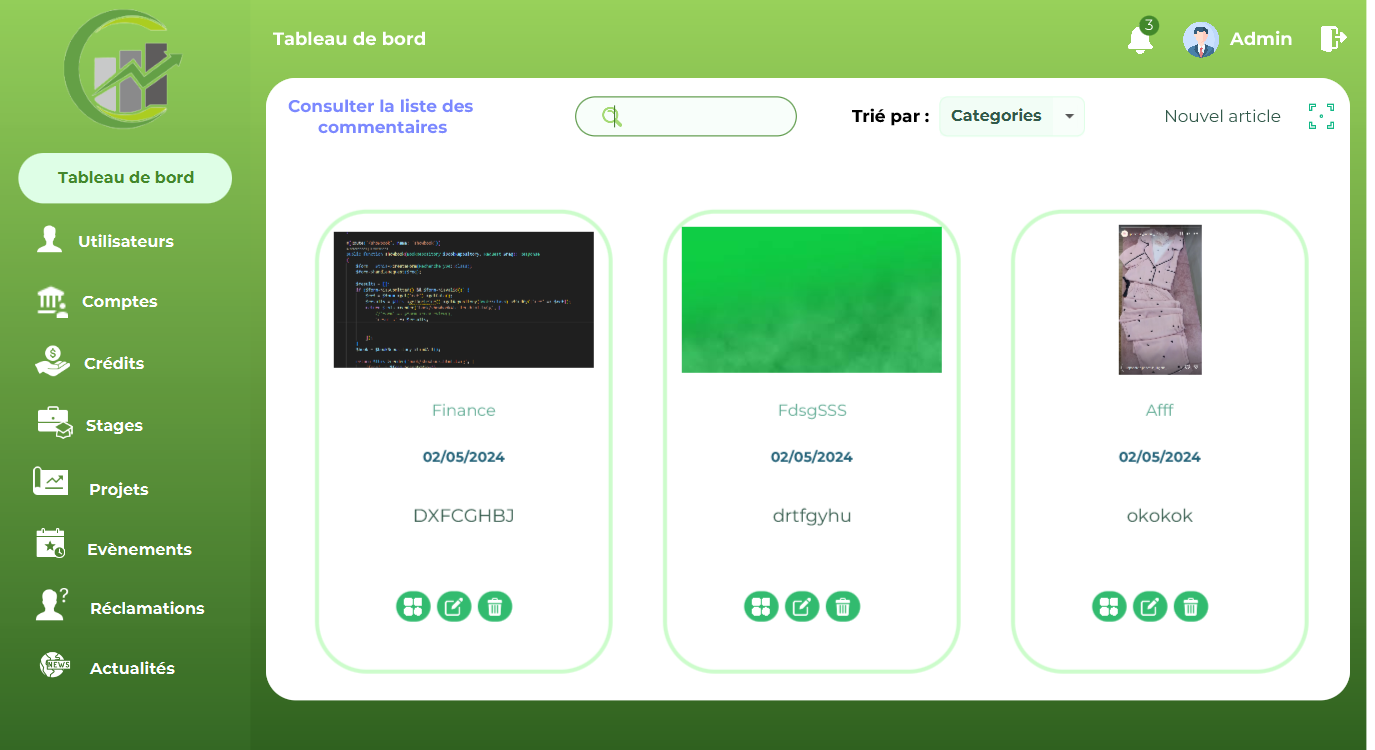 Tableau de bord
3
Admin
Consulter la liste des
commentaires
Trié par :
Categories
Nouvel article
Tableau de bord
Utilisateurs
Comptes
Crédits
Stages
Projets
Evènements
Réclamations
NEWS
Actualités
Finance
02/05/2024
DXFCGHBJ
FdsgSSS
02/05/2024
drtfgyhu
Afff
02/05/2024
okokok